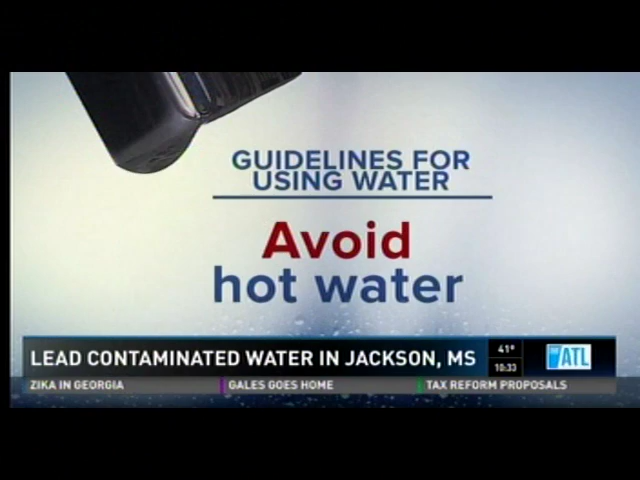 GUIDELINES FOR
USING WATER
Avoid
hot water
LEAD CONTAMINATED WATER IN JACKSON, MS
41°
10:33
ATL
ZIKA IN GEORGIA
GALES GOES HOME
TAX REFORM PROPOSALS